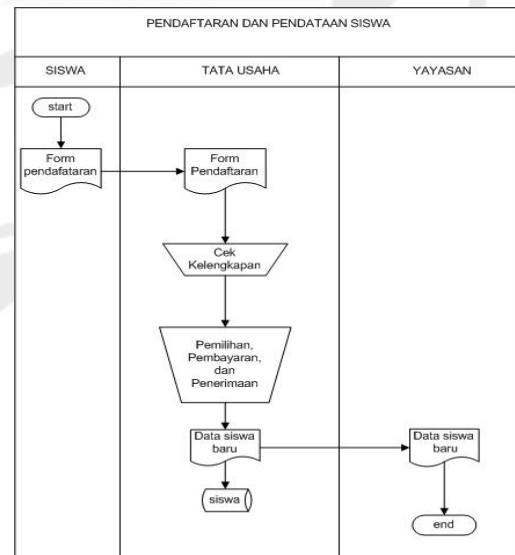 PENDAFTARAN DAN PENDATAAN SISWA
SISWA
TATA USAHA
YAYASAN
start
Form
pendafataran
Form
Pendaftaran
Cek
Kelengkapan
Pemilihan,
Pembayaran,
dan
Penerimaan
Data siswa
baru
Data siswa
baru
siswa
end